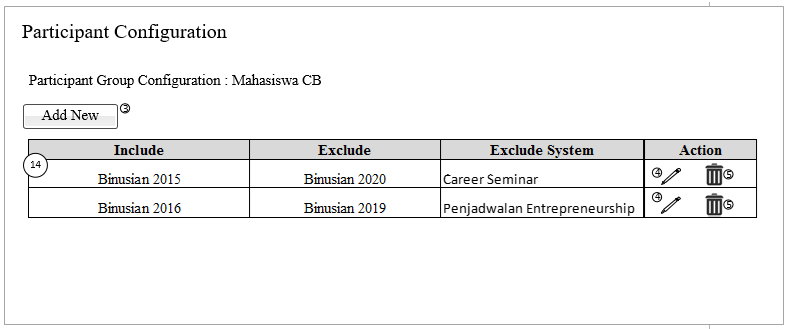 Participant Configuration
Participant Group Configuration : Mahasiswa CB
Add New 3
Include Exclude Exclude System Action
14
Binusian 2015 Binusian 2020 Career Seminar 4 5
Binusian 2016 Binusian 2019 Penjadwalan Entrepreneurship 4 5